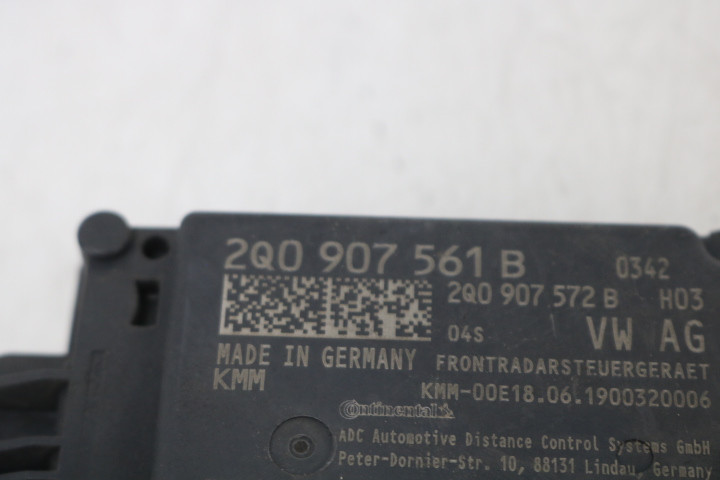 2Q0 907 561 B 0342
2Q0 907 572 B H03
04S VW AG
MADE IN GERMANY FRONTRADARSTEUERGERAET
KMM KMM-00E18.06.1900320006
Continental
ADC Automotive Distance Control Systems GmbH
Peter-Dornier-Str. 10, 88131 Lindau, Germany